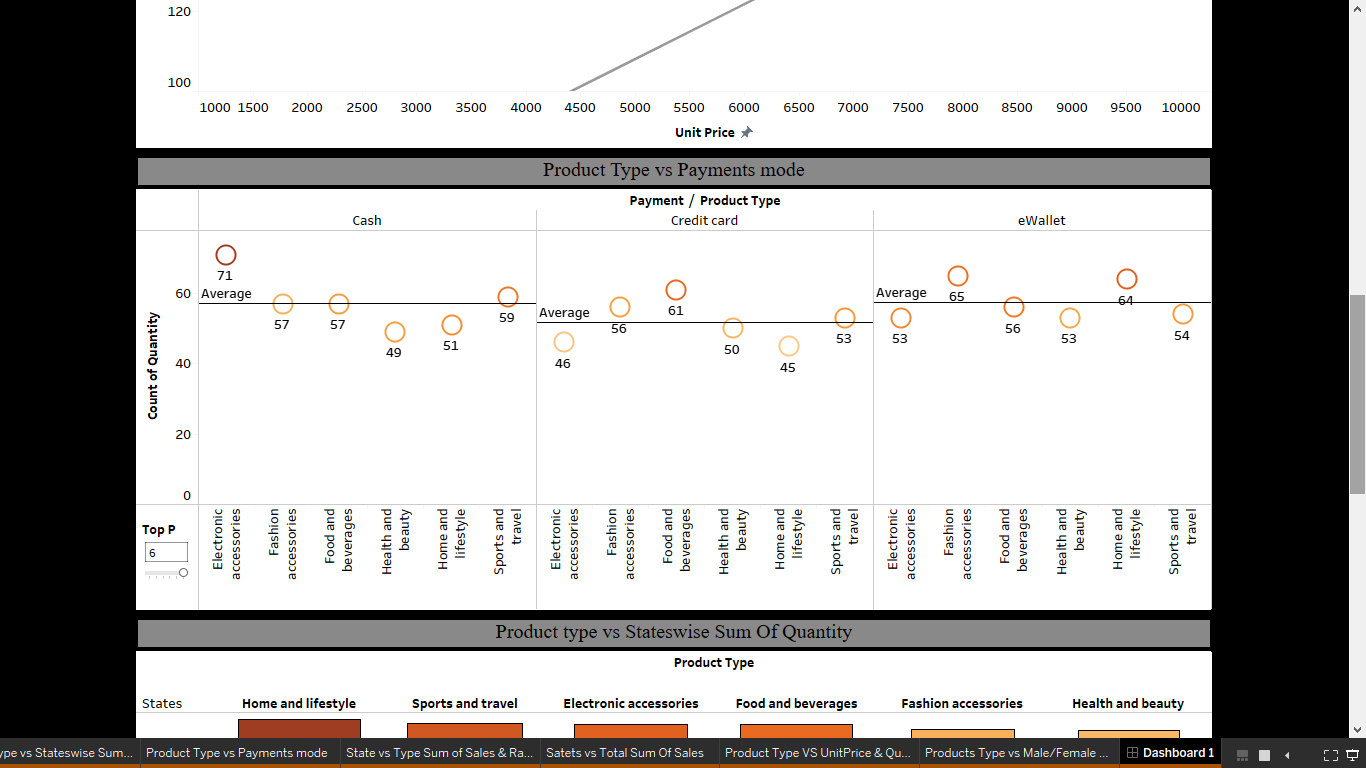 120
100
1000 1500 2000 2500 3000 3500 4000 4500 5000 5500 6000 6500 7000 7500 8000 8500 9000 9500 10000
Unit Price
Product Type vs Payments mode
Payment / Product Type
Cash Credit card eWallet
Count of Quantity
60
40
20
0
Average
71
57
57
49
51
59
Average
46
56
61
50
45
53
Average
53
65
56
53
64
54
Electronic
accessories
Fashion
accessories
Food and
beverages
Health and
beauty
Home and
lifestyle
Sports and
travel
Electronic
accessories
Fashion
accessories
Food and
beverages
Health and
beauty
Home and
lifestyle
Sports and
travel
Electronic
accessories
Fashion
accessories
Food and
beverages
Health and
beauty
Home and
lifestyle
Sports and
travel
Top P
6
Product type vs Stateswise Sum Of Quantity
Product Type
States Home and lifestyle Sports and travel Electronic accessories Food and beverages Fashion accessories Health and beauty
ype vs Stateswise Sum... Product Type vs Payments mode State vs Type Sum of Sales & Ra... Satets vs Total Sum Of Sales Product Type VS UnitPrice & Qu... Products Type vs Male/Female ... Dashboard 1